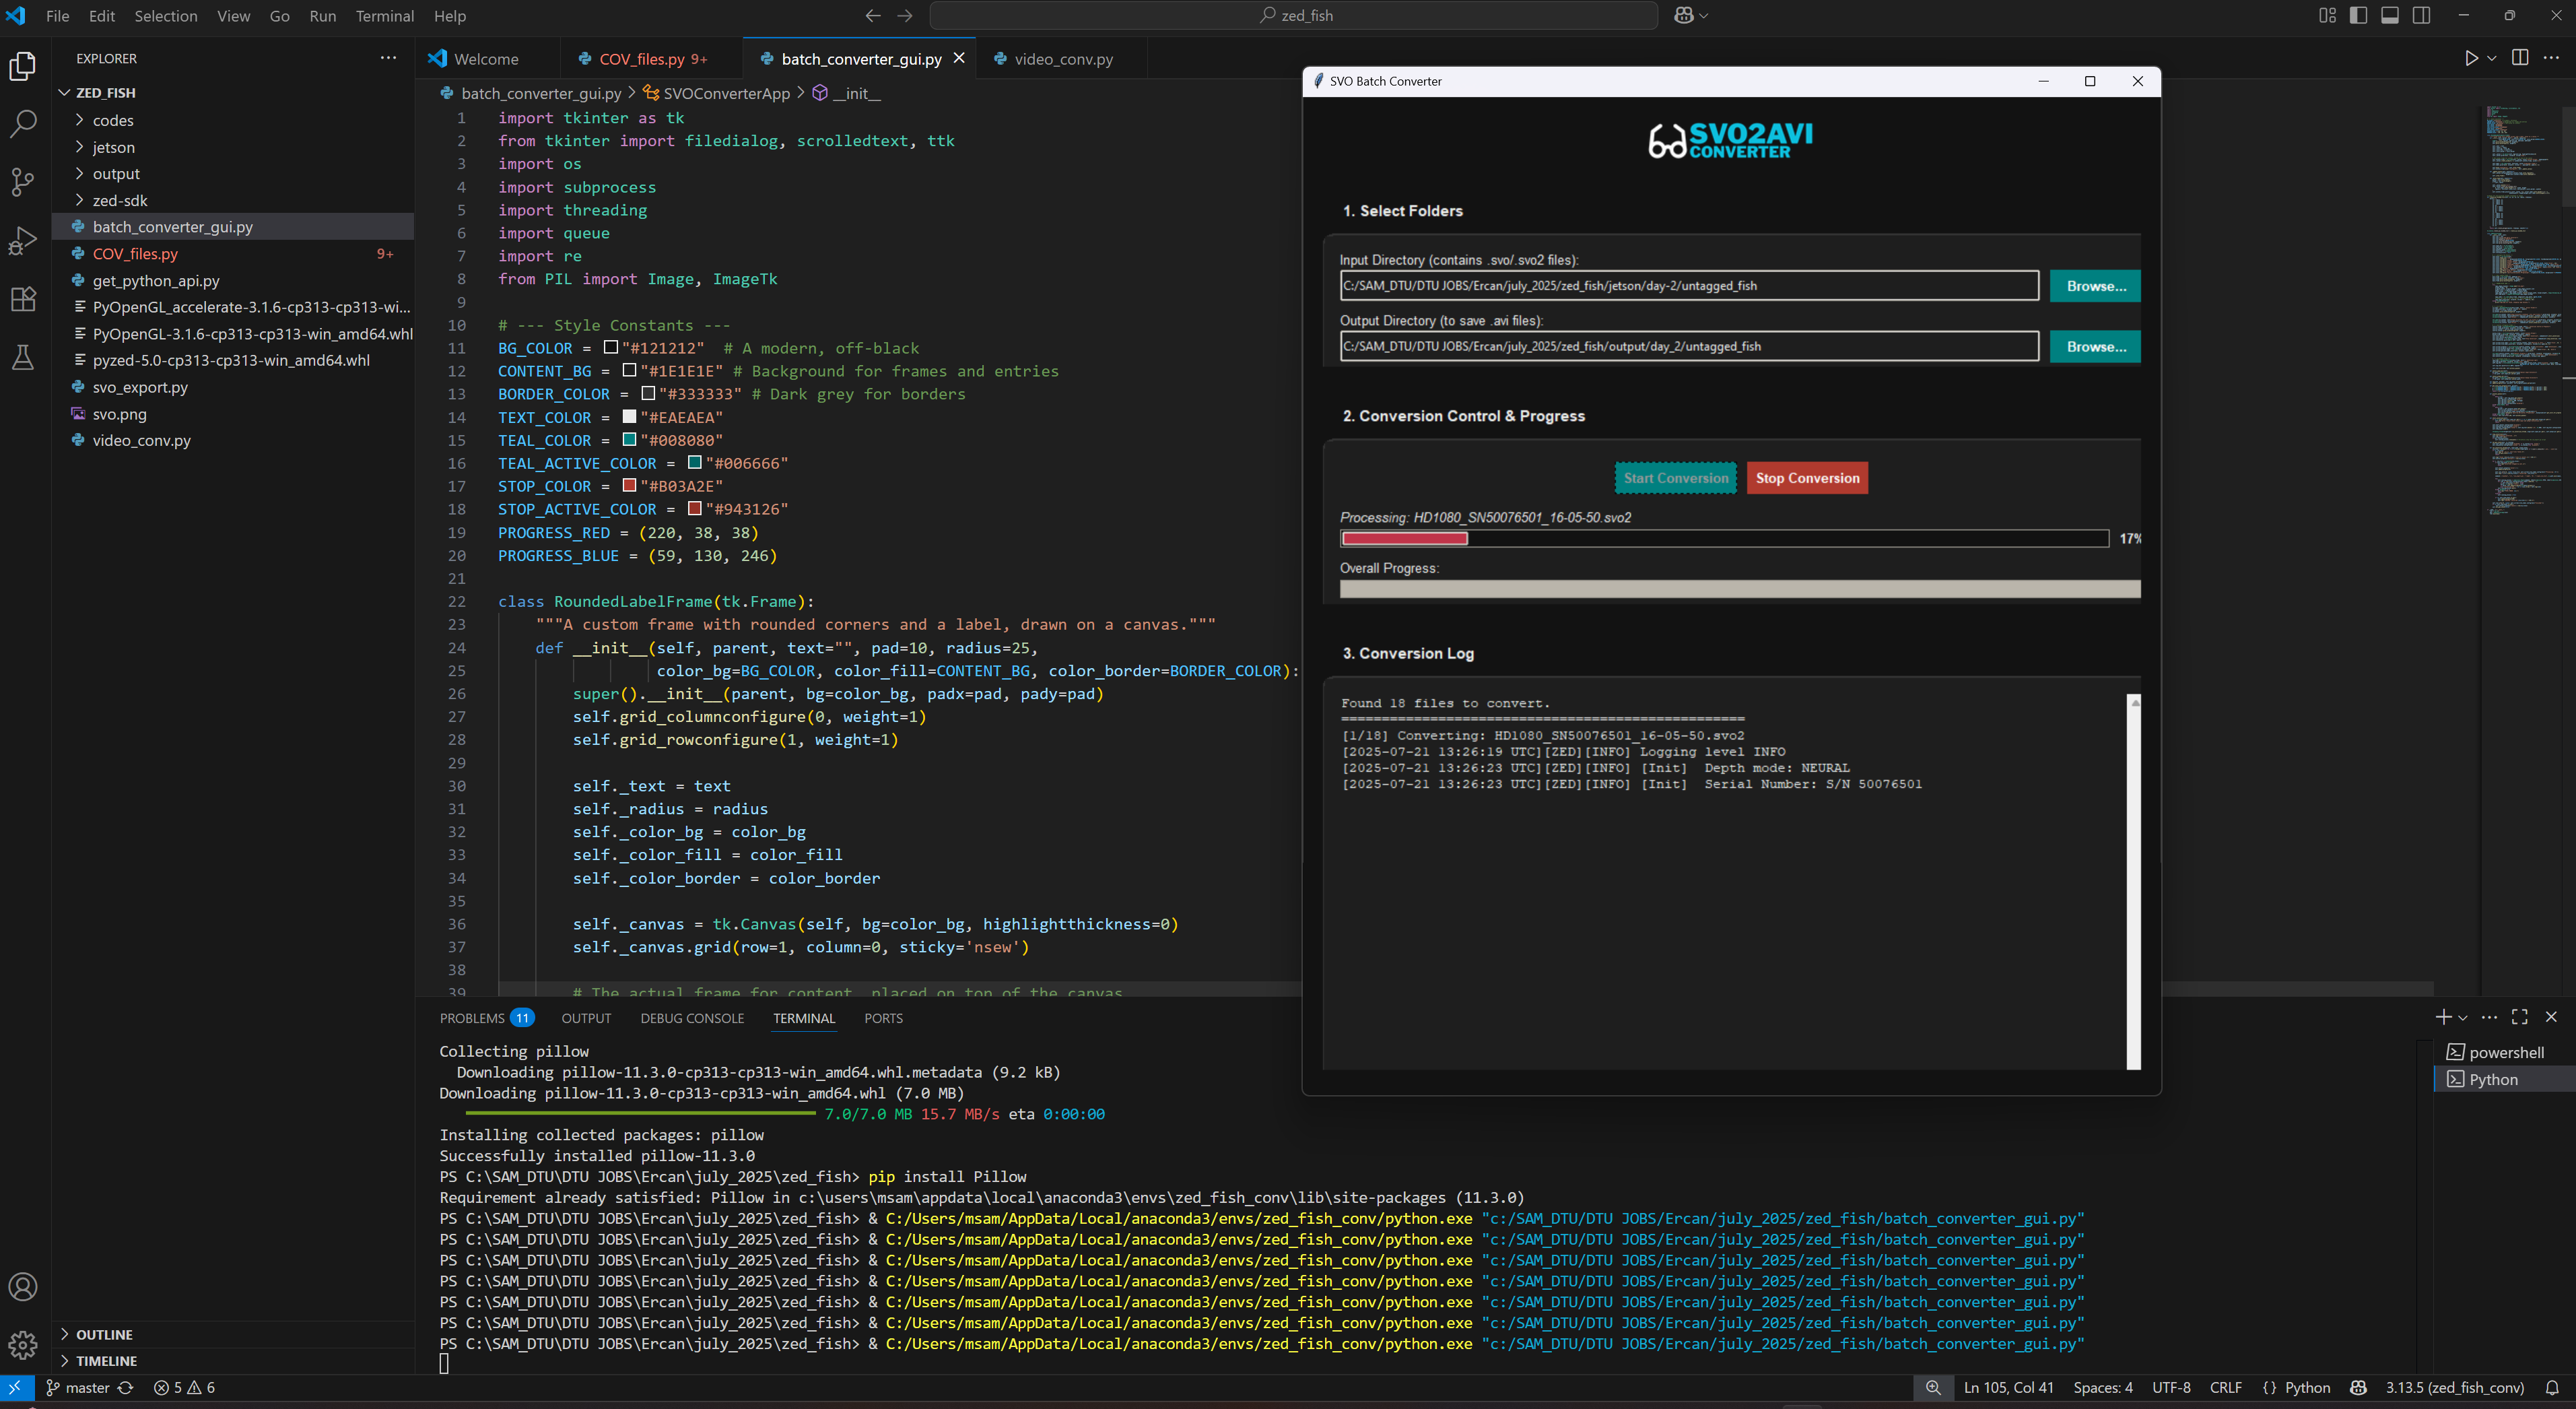 File Edit Selection View Go Run Terminal Help
zed_fish
EXPLORER
ZED_FISH
codes
jetson
output
zed-sdk
batch_converter_gui.py
COV_files.py 9+
get_python_api.py
PyOpenGL_accelerate-3.1.6-cp313-cp313-wi...
PyOpenGL-3.1.6-cp313-cp313-win_amd64.whl
pyzed-5.0-cp313-cp313-win_amd64.whl
svo_export.py
svo.png
video_conv.py
OUTLINE
TIMELINE
Welcome
COV_files.py 9+
batch_converter_gui.py
video_conv.py
batch_converter_gui.py > SVOConverterApp > __init__
1 import tkinter as tk
2 from tkinter import filedialog, scrolledtext, ttk
3 import os
4 import subprocess
5 import threading
6 import queue
7 import re
8 from PIL import Image, ImageTk
9
10 # --- Style Constants ---
11 BG_COLOR = "#121212" # A modern, off-black
12 CONTENT_BG = "#1E1E1E" # Background for frames and entries
13 BORDER_COLOR = "#333333" # Dark grey for borders
14 TEXT_COLOR = "#EAEAEA"
15 TEAL_COLOR = "#008080"
16 TEAL_ACTIVE_COLOR = "#006666"
17 STOP_COLOR = "#B03A2E"
18 STOP_ACTIVE_COLOR = "#943126"
19 PROGRESS_RED = (220, 38, 38)
20 PROGRESS_BLUE = (59, 130, 246)
21
22 class RoundedLabelFrame(tk.Frame):
23 """A custom frame with rounded corners and a label, drawn on a canvas."""
24 def __init__(self, parent, text="", pad=10, radius=25,
25 color_bg=BG_COLOR, color_fill=CONTENT_BG, color_border=BORDER_COLOR):
26 super().__init__(parent, bg=color_bg, padx=pad, pady=pad)
27 self.grid_columnconfigure(0, weight=1)
28 self.grid_rowconfigure(1, weight=1)
29
30 self._text = text
31 self._radius = radius
32 self._color_bg = color_bg
33 self._color_fill = color_fill
34 self._color_border = color_border
35
36 self._canvas = tk.Canvas(self, bg=color_bg, highlightthickness=0)
37 self._canvas.grid(row=1, column=0, sticky='nsew')
38
39 # The actual frame for content, placed on top of the canvas
SVO Batch Converter
SVO2AVI
CONVERTER
1. Select Folders
Input Directory (contains .svo/.svo2 files):
C:/SAM_DTU/DTU JOBS/Ercan/july_2025/zed_fish/jetson/day-2/untagged_fish
Browse...
Output Directory (to save .avi files):
C:/SAM_DTU/DTU JOBS/Ercan/july_2025/zed_fish/output/day_2/untagged_fish
Browse...
2. Conversion Control & Progress
Start Conversion Stop Conversion
Processing: HD1080_SN50076501_16-05-50.svo2
17%
Overall Progress:
3. Conversion Log
Found 18 files to convert.
==================================================
[1/18] Converting: HD1080_SN50076501_16-05-50.svo2
[2025-07-21 13:26:19 UTC][ZED][INFO] Logging level INFO
[2025-07-21 13:26:23 UTC][ZED][INFO] [Init] Depth mode: NEURAL
[2025-07-21 13:26:23 UTC][ZED][INFO] [Init] Serial Number: S/N 50076501
PROBLEMS 11 OUTPUT DEBUG CONSOLE TERMINAL PORTS
Collecting pillow
Downloading pillow-11.3.0-cp313-cp313-win_amd64.whl.metadata (9.2 kB)
Downloading pillow-11.3.0-cp313-cp313-win_amd64.whl (7.0 MB)
7.0/7.0 MB 15.7 MB/s eta 0:00:00
Installing collected packages: pillow
Successfully installed pillow-11.3.0
PS C:\SAM_DTU\DTU JOBS\Ercan\july_2025\zed_fish> pip install Pillow
Requirement already satisfied: Pillow in c:\users\msam\appdata\local\anaconda3\envs\zed_fish_conv\lib\site-packages (11.3.0)
PS C:\SAM_DTU\DTU JOBS\Ercan\july_2025\zed_fish> & C:/Users/msam/AppData/Local/anaconda3/envs/zed_fish_conv/python.exe "c:/SAM_DTU/DTU JOBS/Ercan/july_2025/zed_fish/batch_converter_gui.py"
PS C:\SAM_DTU\DTU JOBS\Ercan\july_2025\zed_fish> & C:/Users/msam/AppData/Local/anaconda3/envs/zed_fish_conv/python.exe "c:/SAM_DTU/DTU JOBS/Ercan/july_2025/zed_fish/batch_converter_gui.py"
PS C:\SAM_DTU\DTU JOBS\Ercan\july_2025\zed_fish> & C:/Users/msam/AppData/Local/anaconda3/envs/zed_fish_conv/python.exe "c:/SAM_DTU/DTU JOBS/Ercan/july_2025/zed_fish/batch_converter_gui.py"
PS C:\SAM_DTU\DTU JOBS\Ercan\july_2025\zed_fish> & C:/Users/msam/AppData/Local/anaconda3/envs/zed_fish_conv/python.exe "c:/SAM_DTU/DTU JOBS/Ercan/july_2025/zed_fish/batch_converter_gui.py"
PS C:\SAM_DTU\DTU JOBS\Ercan\july_2025\zed_fish> & C:/Users/msam/AppData/Local/anaconda3/envs/zed_fish_conv/python.exe "c:/SAM_DTU/DTU JOBS/Ercan/july_2025/zed_fish/batch_converter_gui.py"
PS C:\SAM_DTU\DTU JOBS\Ercan\july_2025\zed_fish> & C:/Users/msam/AppData/Local/anaconda3/envs/zed_fish_conv/python.exe "c:/SAM_DTU/DTU JOBS/Ercan/july_2025/zed_fish/batch_converter_gui.py"
PS C:\SAM_DTU\DTU JOBS\Ercan\july_2025\zed_fish> & C:/Users/msam/AppData/Local/anaconda3/envs/zed_fish_conv/python.exe "c:/SAM_DTU/DTU JOBS/Ercan/july_2025/zed_fish/batch_converter_gui.py"
powershell
Python
master 5 6
Ln 105, Col 41 Spaces: 4 UTF-8 CRLF {} Python 3.13.5 (zed_fish_conv)